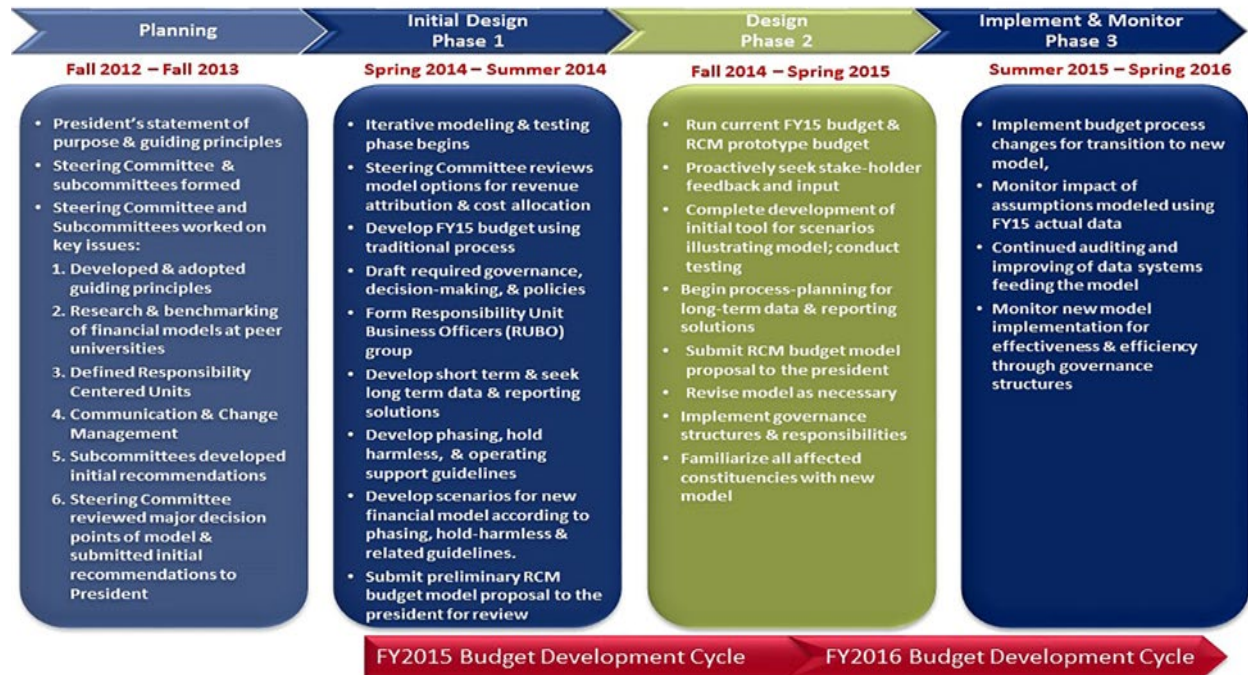 Planning
Initial Design
Phase 1
Design
Phase 2
Implement & Monitor
Phase 3
Fall 2012 – Fall 2013
Spring 2014 – Summer 2014
Fall 2014 – Spring 2015
Summer 2015 – Spring 2016
• President's statement of
purpose & guiding principles
• Steering Committee &
subcommittees formed
• Steering Committee and
Subcommittees worked on
key issues:
1. Developed & adopted
guiding principles
2. Research & benchmarking
of financial models at peer
universities
3. Defined Responsibility
Centered Units
4. Communication & Change
Management
5. Subcommittees developed
initial recommendations
6. Steering Committee
reviewed major decision
points of model &
submitted initial
recommendations to
President
• Iterative modeling & testing
phase begins
• Steering Committee reviews
model options for revenue
attribution & cost allocation
• Develop FY15 budget using
traditional process
• Draft required governance,
decision-making, & policies
• Form Responsibility Unit
Business Officers (RUBO)
group
• Develop short term & seek
long term data & reporting
solutions
• Develop phasing, hold
harmless, & operating
support guidelines
• Develop scenarios for new
financial model according to
phasing, hold-harmless &
related guidelines.
• Submit preliminary RCM
budget model proposal to the
president for review
• Run current FY15 budget &
RCM prototype budget
• Proactively seek stake-holder
feedback and input
• Complete development of
initial tool for scenarios
illustrating model; conduct
testing
• Begin process-planning for
long-term data & reporting
solutions
• Submit RCM budget model
proposal to the president
• Revise model as necessary
• Implement governance
structures & responsibilities
• Familiarize all affected
constituencies with new
model
• Implement budget process
changes for transition to new
model,
• Monitor impact of
assumptions modeled using
FY15 actual data
• Continued auditing and
improving of data systems
feeding the model
• Monitor new model
implementation for
effectiveness & efficiency
through governance
structures
FY2015 Budget Development Cycle
FY2016 Budget Development Cycle